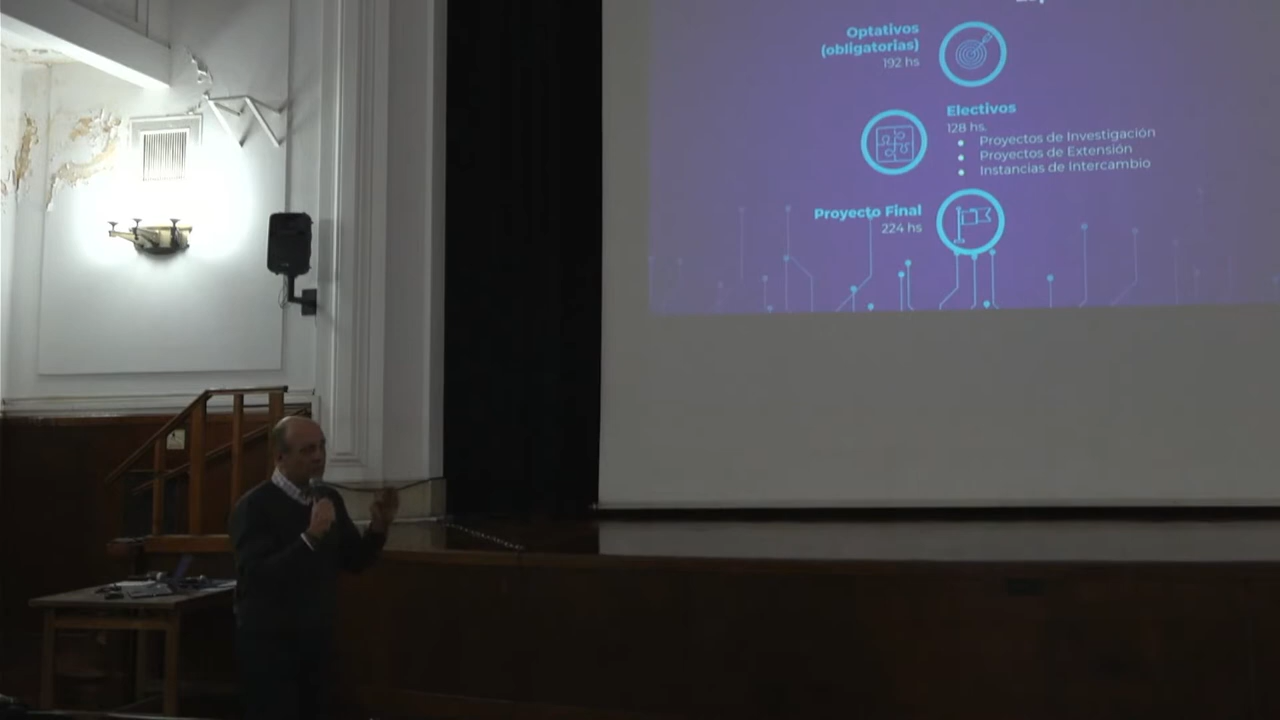 Optativos
(obligatorias)
192 hs
Electivos
128 hs.
Proyectos de Investigación
Proyectos de Extensión
Instancias de Intercambio
Proyecto Final
224 hs